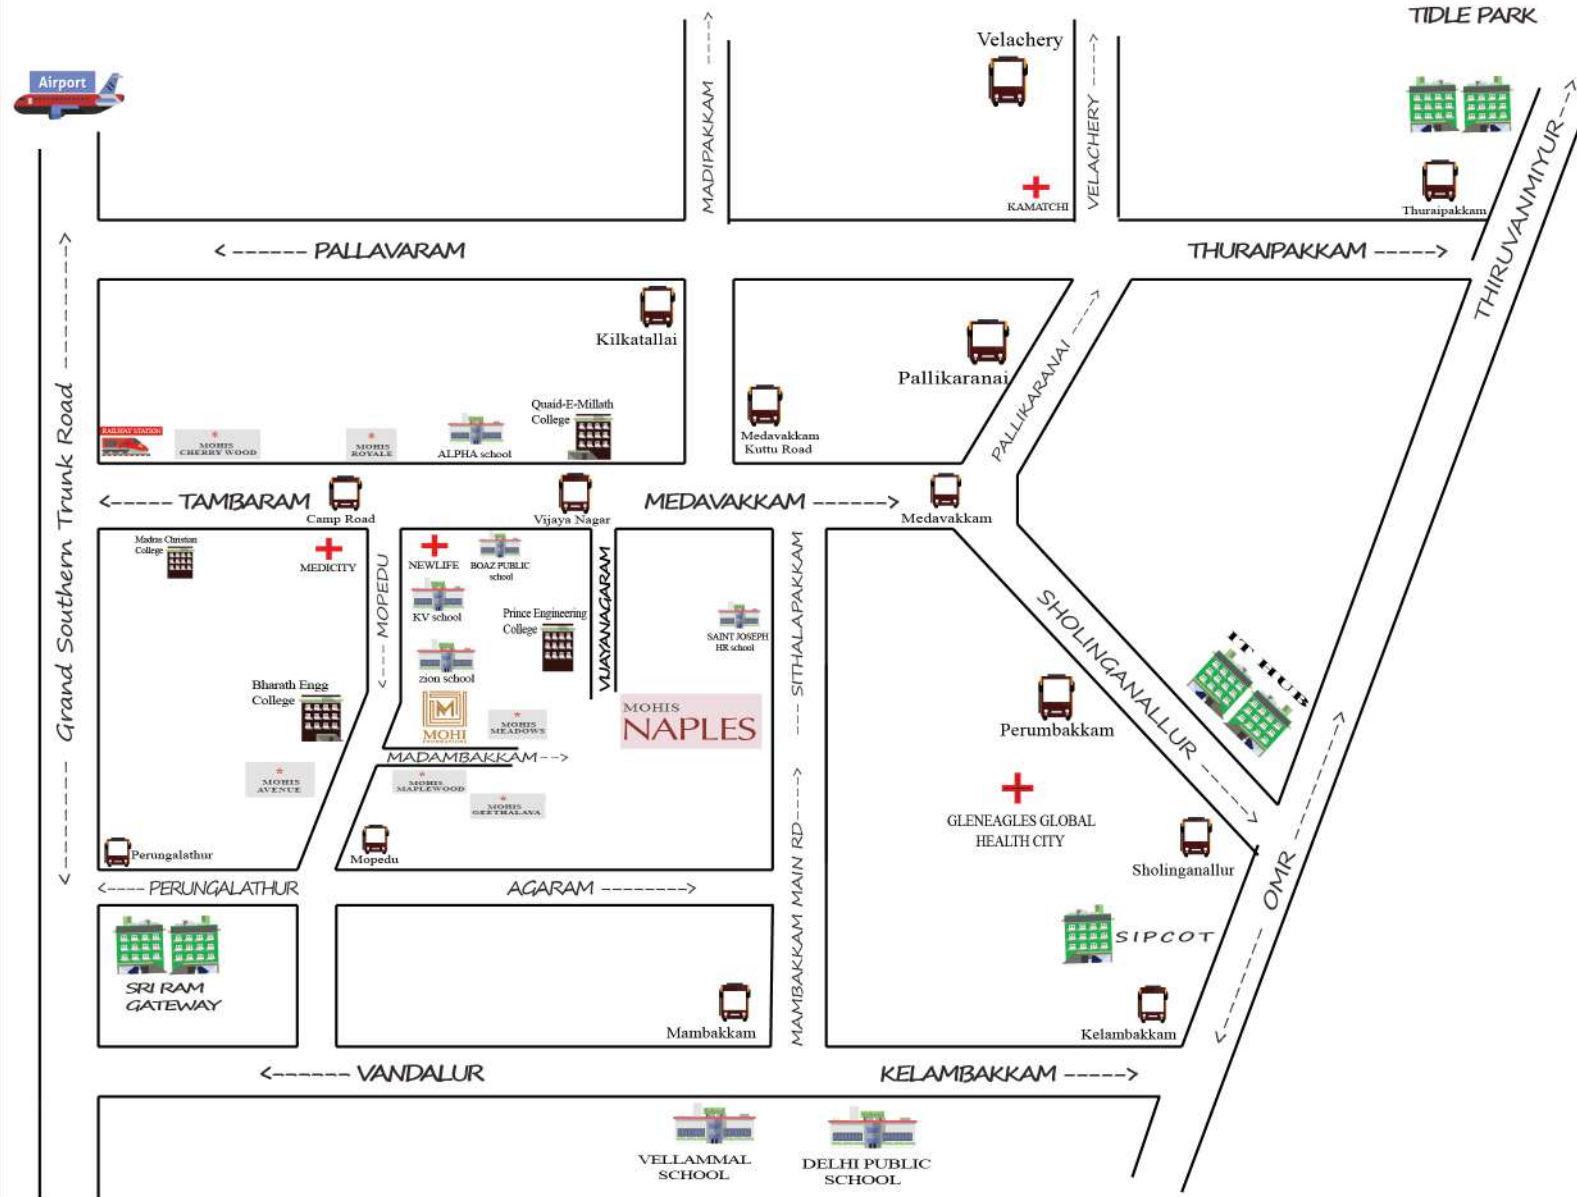 TIDLE PARK
Airport
MADIPAKKAM
Velachery
VELACHERY
KAMATCHI
Thuraipakkam
THIRUVANMIYUR
PALLAVARAM
THURAIPAKKAM
Kilkatallai
Pallikaranai
PALLIKARANAI
Grand Southern Trunk Road
RAILWAY STATION
MOHIS
CHERRY WOOD
MOHIS
ROYALE
ALPHA school
Quaid-E-Millath
College
Medavakkam
Kuttu Road
TAMBARAM
Camp Road
Vijaya Nagar
MEDAVAKKAM
Medavakkam
Madras Christian
College
MEDICITY
MOPEDU
NEWLIFE
BOAZ PUBLIC
school
KV school
Prince Engineering
College
zion school
VIJAYANAGARAM
SAINT JOSEPH
HR school
SITHALAPAKKAM
SHOLINGANALLUR
IT HUB
Bharath Engg
College
MOHI
FOUNDATIONS
MOHIS
MEADOWS
MOHIS
NAPLES
Perumbakkam
MADAMBAKKAM
MOHIS
AVENUE
MOHIS
MAPLEWOOD
MOHIS
GEETHALAYA
GLENEAGLES GLOBAL
HEALTH CITY
Perungalathur
Mopedu
MAMBAKKAM MAIN RD
Sholinganallur
OMR
PERUNGALATHUR
AGARAM
SIPCOT
SRI RAM
GATEWAY
Mambakkam
Kelambakkam
VANDALUR
KELAMBAKKAM
VELLAMMAL
SCHOOL
DELHI PUBLIC
SCHOOL